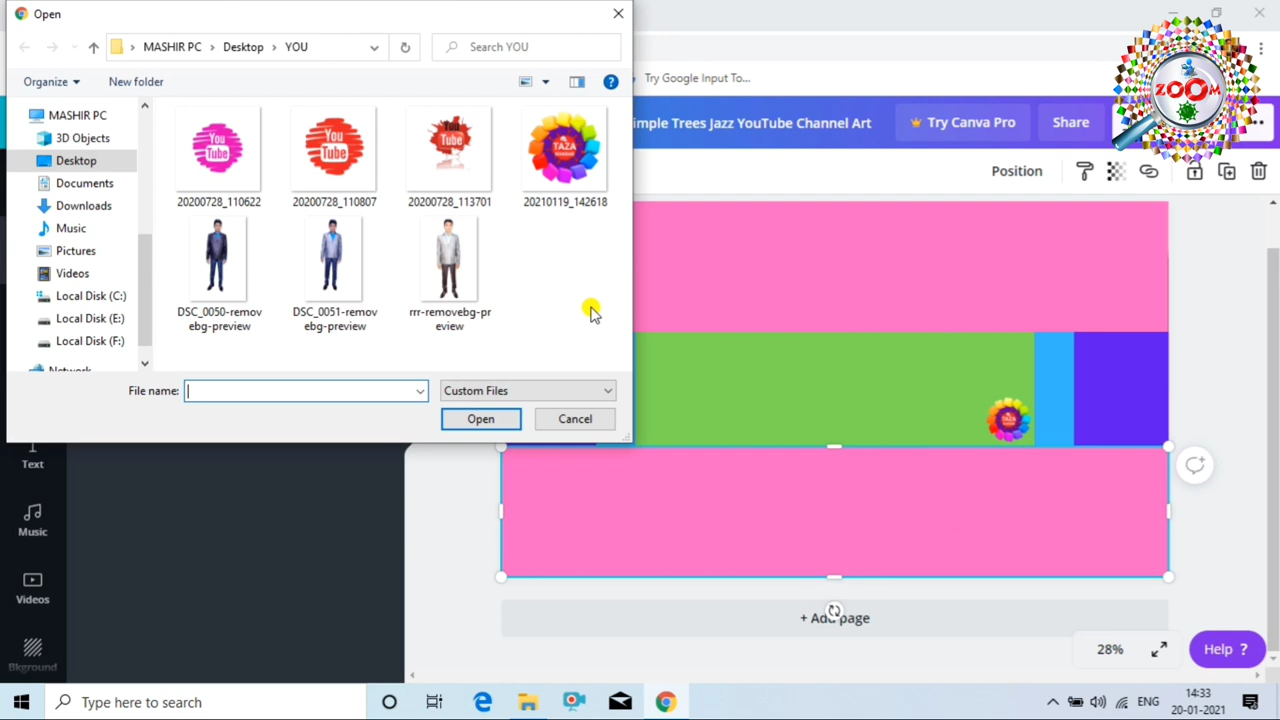 Open
MASHIR PC > Desktop > YOU
Search YOU
Try Google Input To...
Organize
New folder
imple Trees Jazz YouTube Channel Art
Try Canva Pro
Share
ZOOM
Position
MASHIR PC
3D Objects
Desktop
Documents
Downloads
Music
Pictures
Videos
Local Disk (C:)
Local Disk (E:)
Local Disk (F:)
Network
You
Tube
You
Tube
You
Tube
TAZA
20200728_110622
20200728_110807
20200728_113701
20210119_142618
DSC_0050-remov
ebg-preview
DSC_0051-remov
ebg-preview
rrr-removebg-pr
eview
File name:
Custom Files
Open
Cancel
TAZA
Text
Music
Videos
Bkground
+ Add page
28%
Help ?
Type here to search
ENG
14:33
20-01-2021